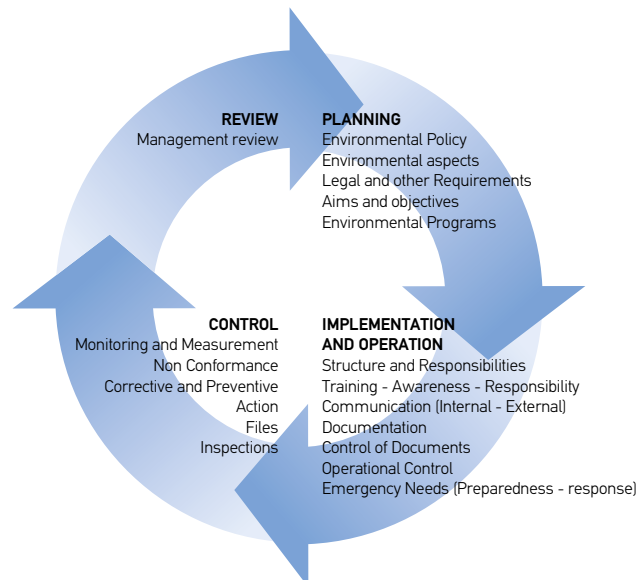 REVIEW
Management review
PLANNING
Environmental Policy
Environmental aspects
Legal and other Requirements
Aims and objectives
Environmental Programs
CONTROL
Monitoring and Measurement
Non Conformance
Corrective and Preventive
Action
Files
Inspections
IMPLEMENTATION
AND OPERATION
Structure and Responsibilities
Training - Awareness - Responsibility
Communication (Internal - External)
Documentation
Control of Documents
Operational Control
Emergency Needs (Preparedness - response)